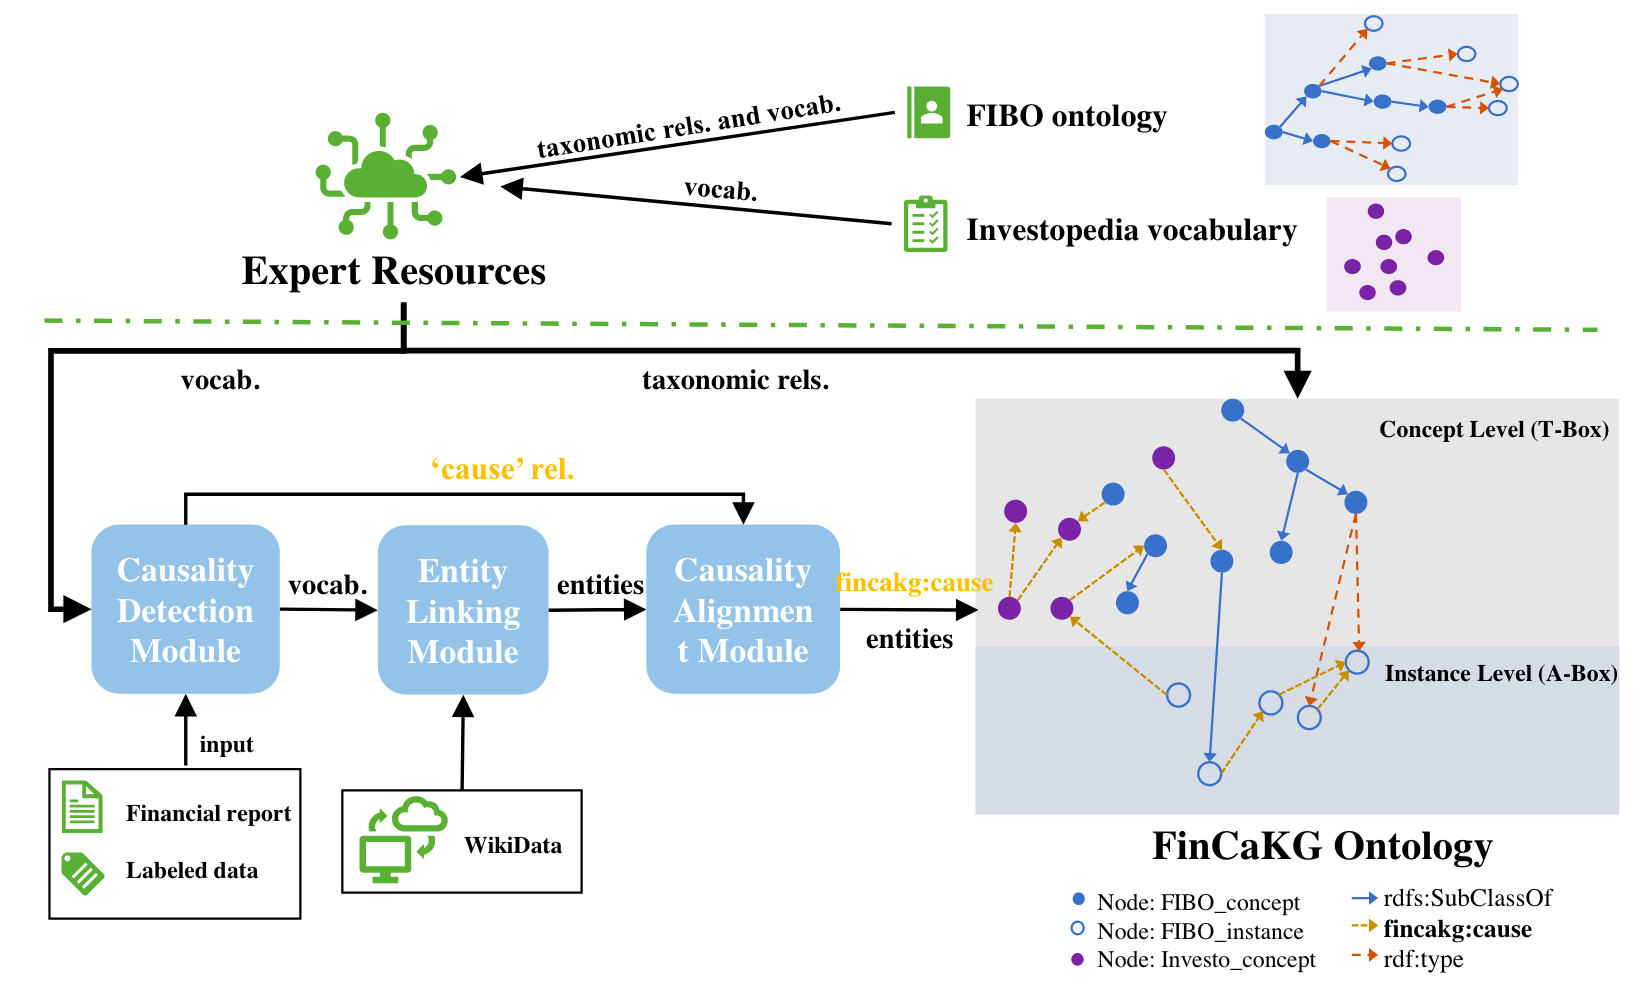 taxonomic rels. and vocab.
FIBO ontology
vocab.
Investopedia vocabulary
Expert Resources
vocab.
taxonomic rels.
Concept Level (T-Box)
‘cause’ rel.
Causality
Detection
Module
vocab.
Entity
Linking
Module
entities
Causality
Alignmen
t Module
fincakg:cause
entities
Instance Level (A-Box)
input
Financial report
Labeled data
WikiData
FinCaKG Ontology
Node: FIBO_concept
Node: FIBO_instance
Node: Investo_concept
rdfs:SubClassOf
fincakg:cause
rdf:type